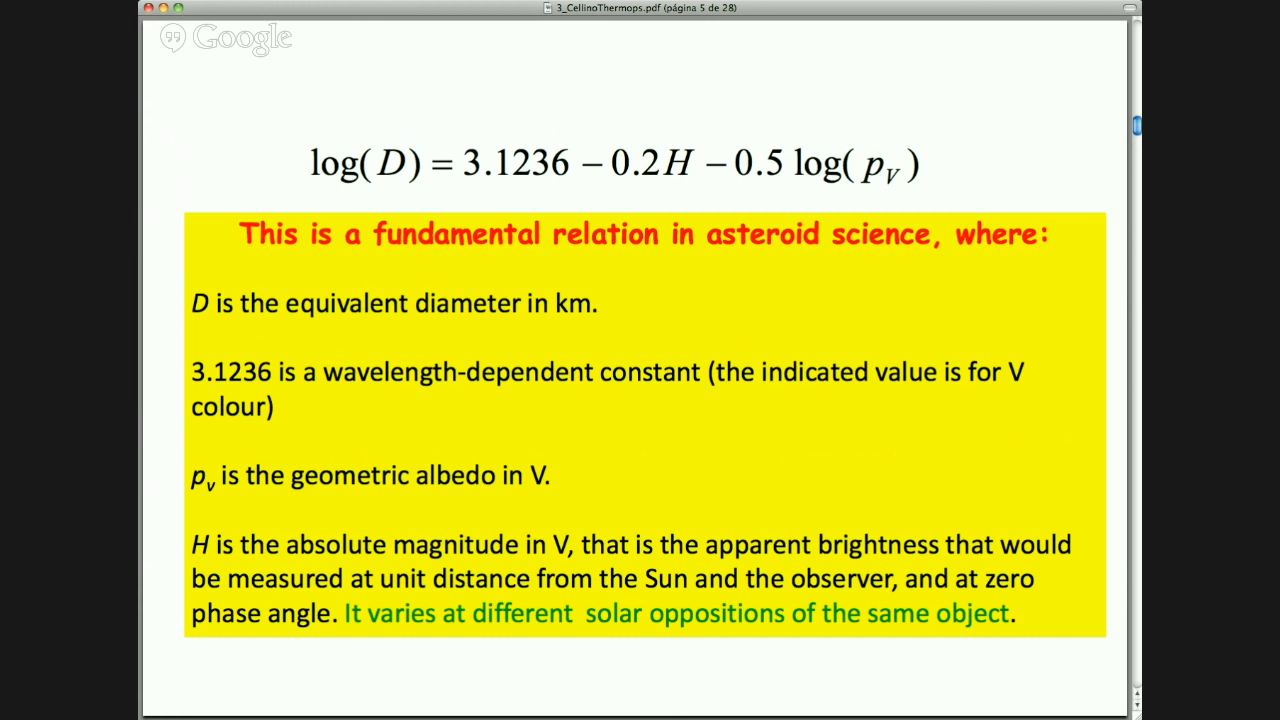 3_CellinoThermops.pdf (página 5 de 28)
Google
log( D ) = 3.1236 − 0.2H − 0.5 log( pV )
This is a fundamental relation in asteroid science, where:
D is the equivalent diameter in km.
3.1236 is a wavelength-dependent constant (the indicated value is for V
colour)
pv is the geometric albedo in V.
H is the absolute magnitude in V, that is the apparent brightness that would
be measured at unit distance from the Sun and the observer, and at zero
phase angle. It varies at different solar oppositions of the same object.